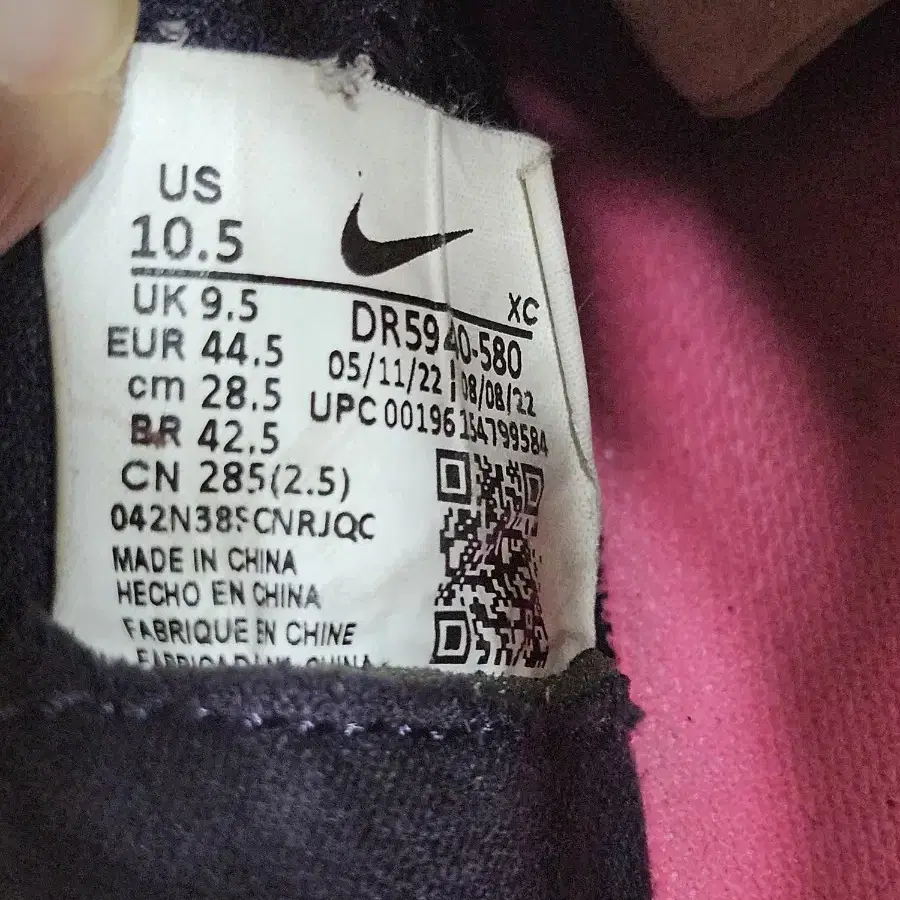 US
10.5
UK 9.5
EUR 44.5
cm 28.5
BR 42.5
CN 285(2.5)
XC
DR5940-580
05/11/22 08/08/22
UPC 00196154799584
MADE IN CHINA
HECHO EN CHINA
FABRIQUE EN CHINE
CHINA